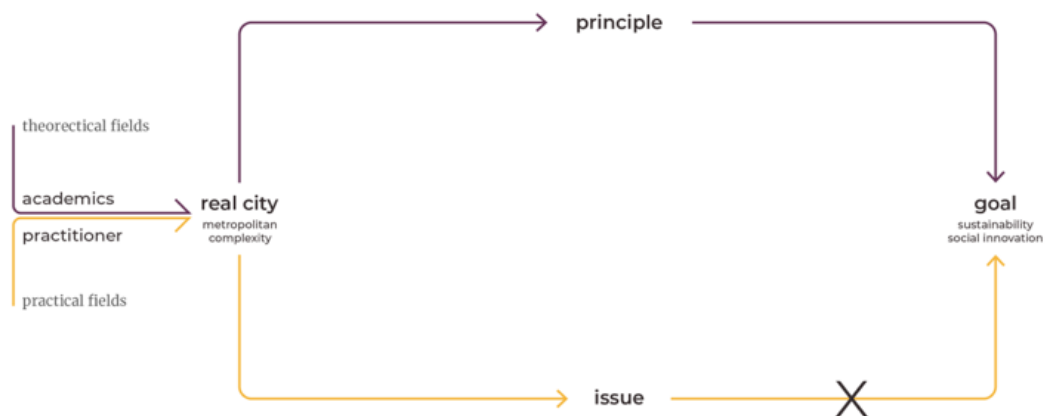 principle
theorectical fields
academics
practitioner
practical fields
real city
metropolitan
complexity
goal
sustainability
social innovation
issue
X